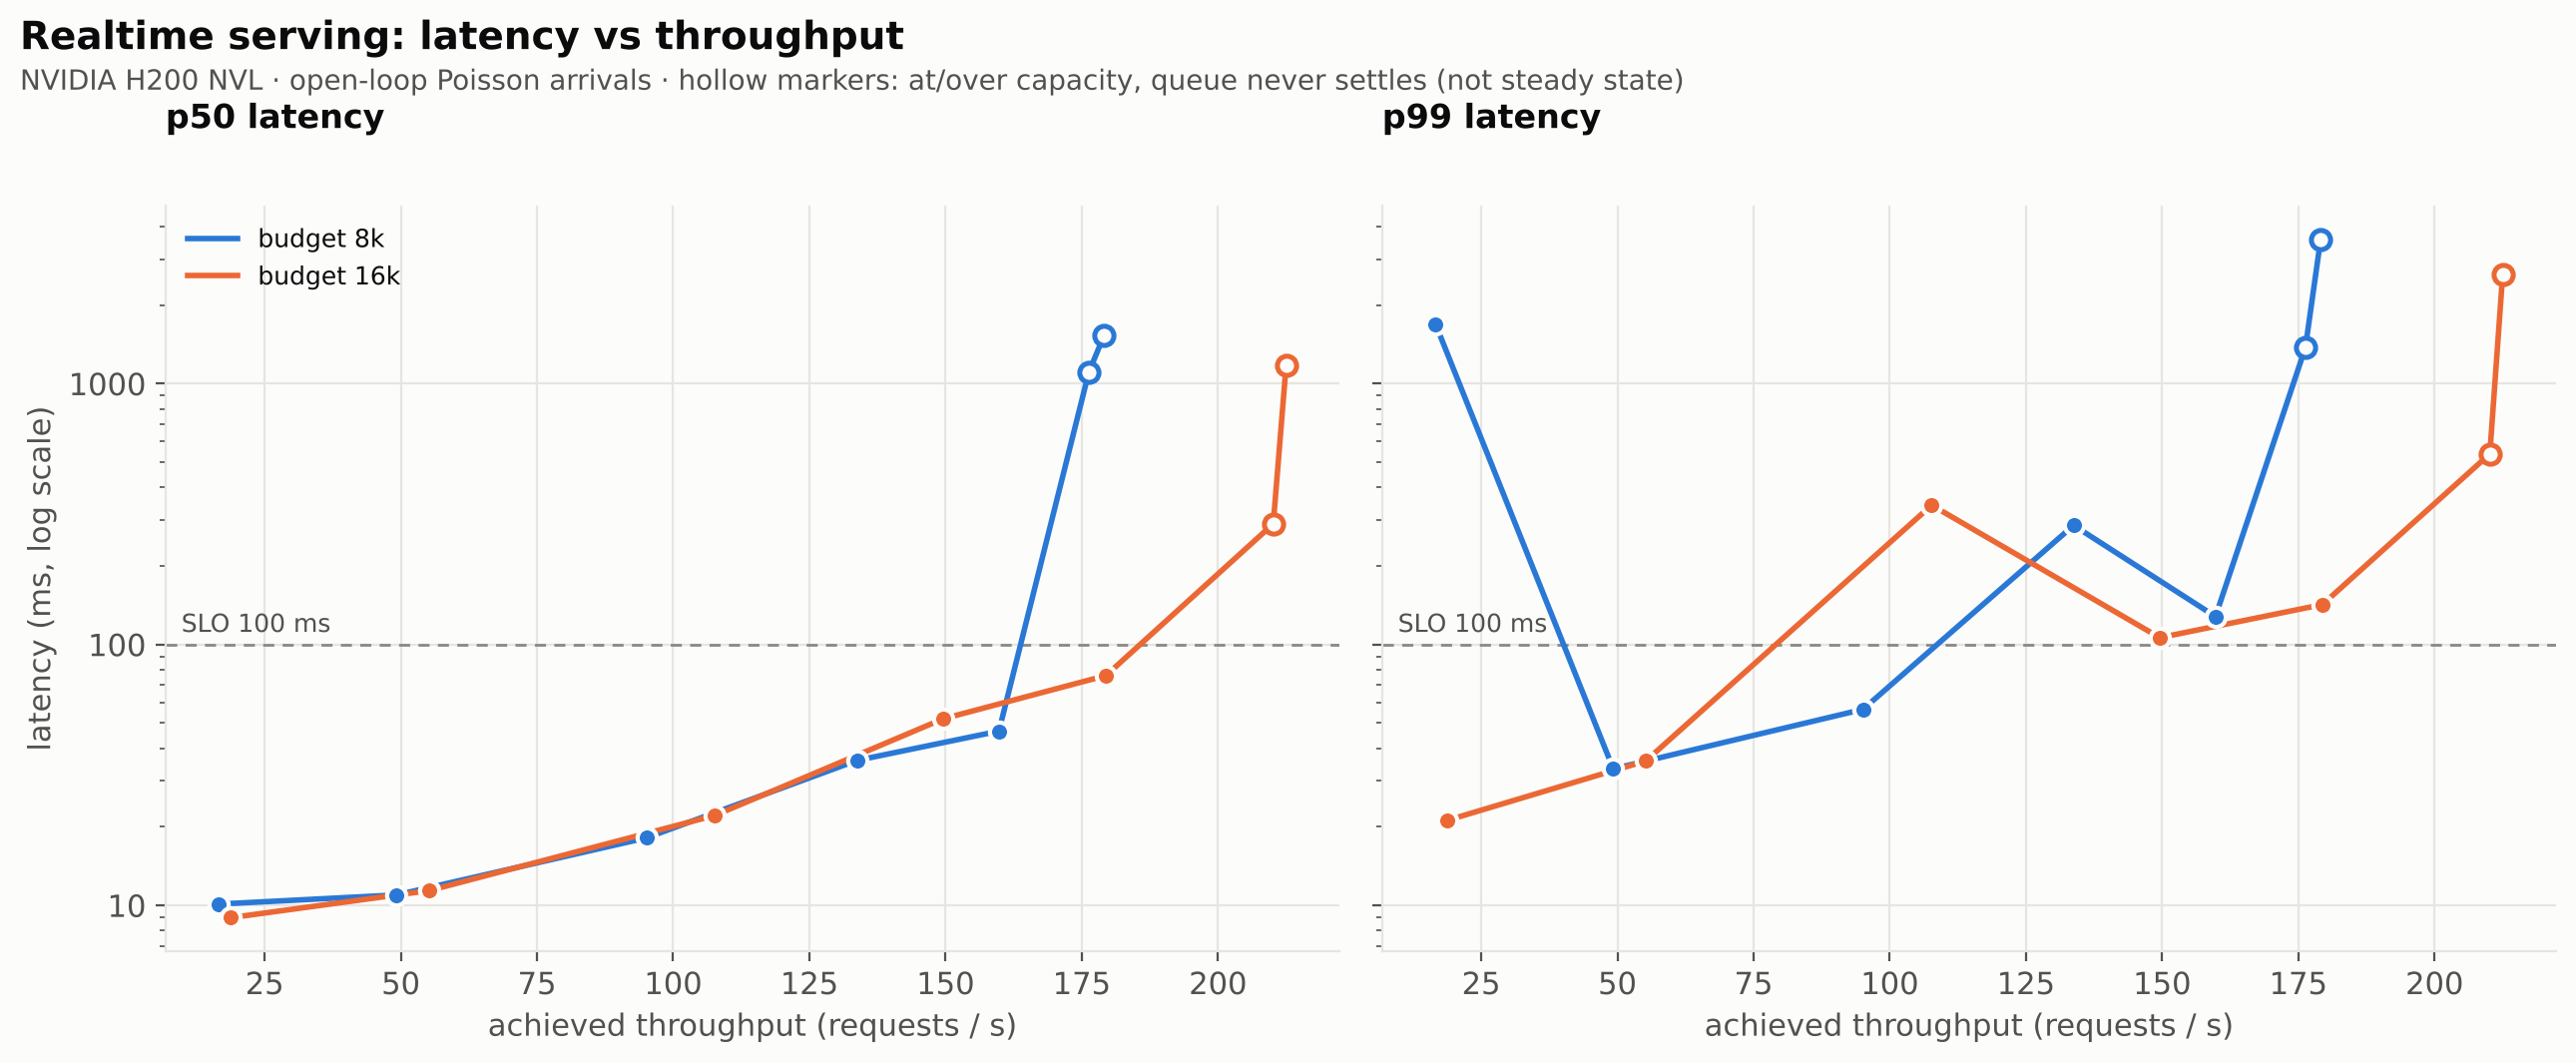 Realtime serving: latency vs throughput
NVIDIA H200 NVL · open-loop Poisson arrivals · hollow markers: at/over capacity, queue never settles (not steady state)
p50 latency
p99 latency
budget 8k
budget 16k
latency (ms, log scale)
1000
100
10
SLO 100 ms
SLO 100 ms
25 50 75 100 125 150 175 200
25 50 75 100 125 150 175 200
achieved throughput (requests / s)
achieved throughput (requests / s)